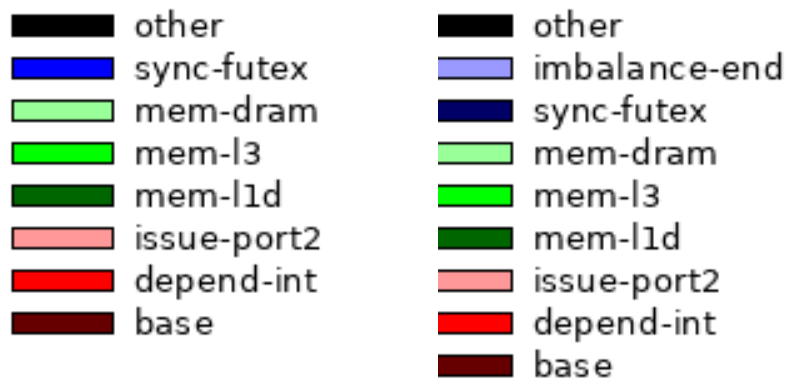 other
sync-futex
mem-dram
mem-l3
mem-l1d
issue-port2
depend-int
base
other
imbalance-end
sync-futex
mem-dram
mem-l3
mem-l1d
issue-port2
depend-int
base